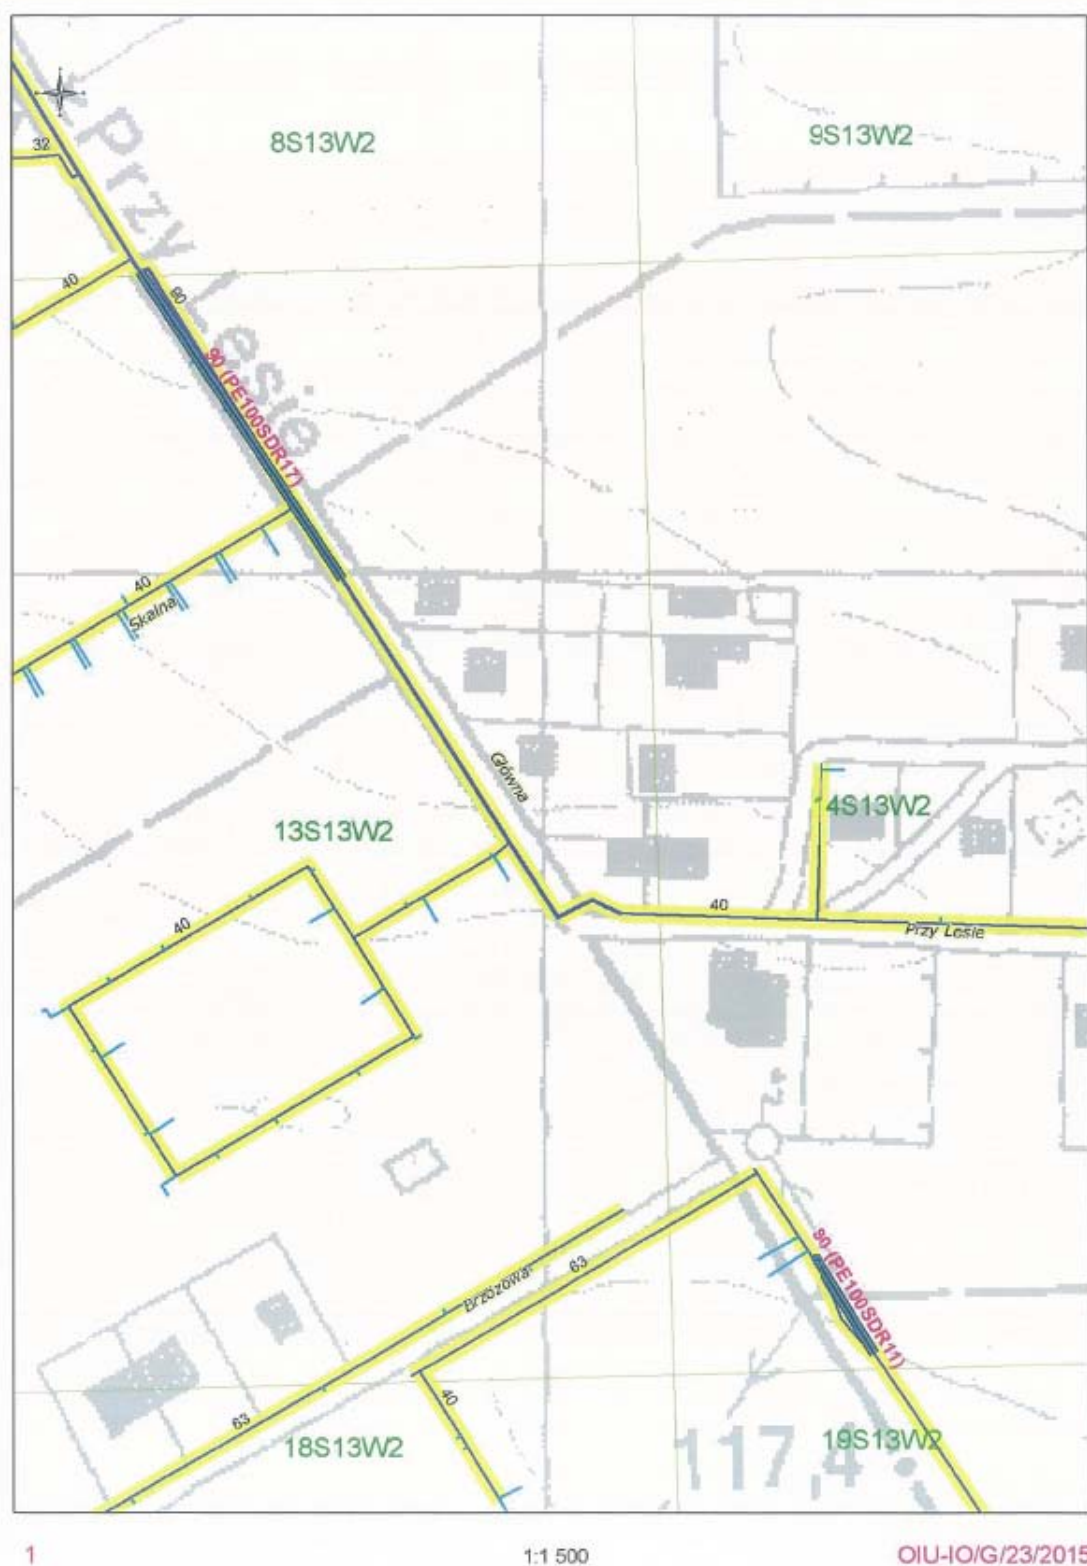 8S13W2
9S13W2
32
Przy Lesie
40
80
90 (PE100SDR17)
40
Skalna
Główna
4S13W2
13S13W2
40
40
Przy Lesie
90 (PE100SDR11)
63
Brzozowa
40
63
18S13W2
117,4
19S13W2
1
1:1 500
OIU-IO/G/23/2015